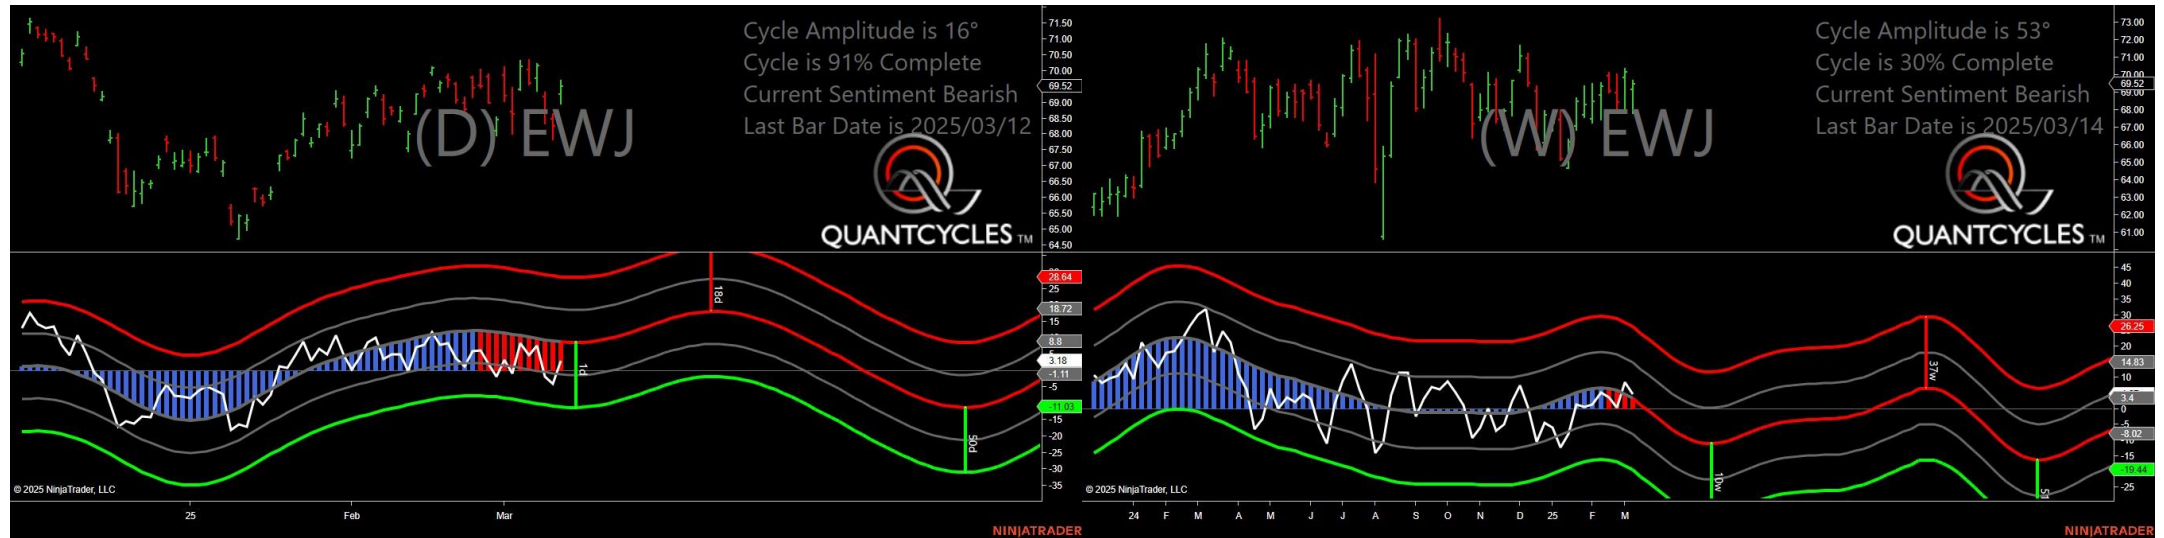 Cycle Amplitude is 16°
Cycle is 91% Complete
Current Sentiment Bearish
Last Bar Date is 2025/03/12
(D) EWJ
QUANTCYCLES TM
71.50
71.00
70.50
70.00
69.52
69.00
68.50
68.00
67.50
67.00
66.50
66.00
65.50
65.00
64.50
28.64
25
18.72
15
8.8
3.18
-1.11
-5
-11.03
-15
-20
-25
-30
-35
18d
1d
50d
© 2025 NinjaTrader, LLC
25 Feb Mar
NINJATRADER
Cycle Amplitude is 53°
Cycle is 30% Complete
Current Sentiment Bearish
Last Bar Date is 2025/03/14
(W) EWJ
QUANTCYCLES TM
73.00
72.00
71.00
70.00
69.52
69.00
68.00
67.00
66.00
65.00
64.00
63.00
62.00
61.00
45
40
35
30
26.25
20
14.83
10
3.4
0
-5
-8.02
-15
-19.44
-25
37w
10w
© 2025 NinjaTrader, LLC
24 F M A M J J A S O N D 25 F M
NINJATRADER